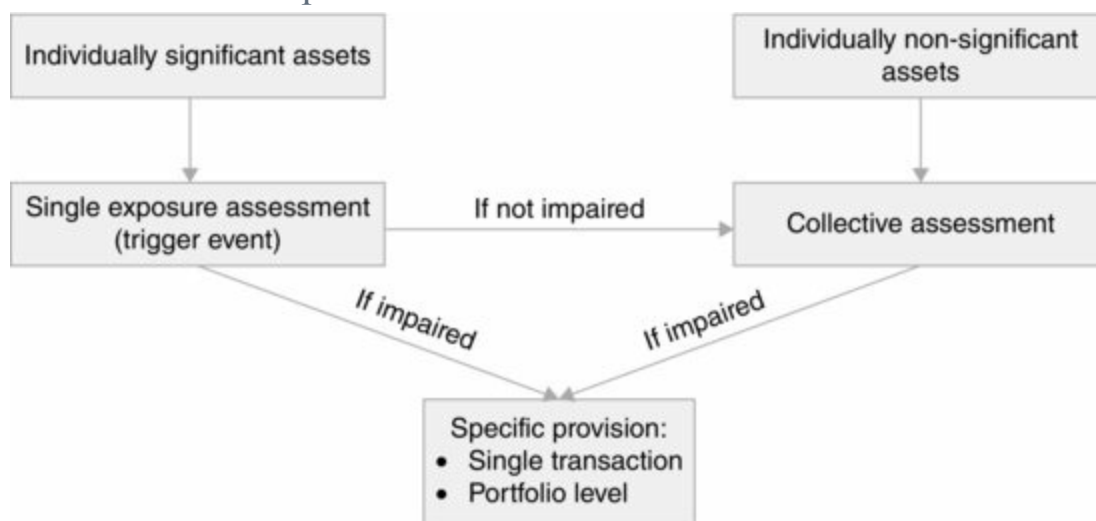 Individually significant assets
Individually non-significant
assets
Single exposure assessment
(trigger event)
If not impaired
Collective assessment
If impaired
If impaired
Specific provision:
• Single transaction
• Portfolio level